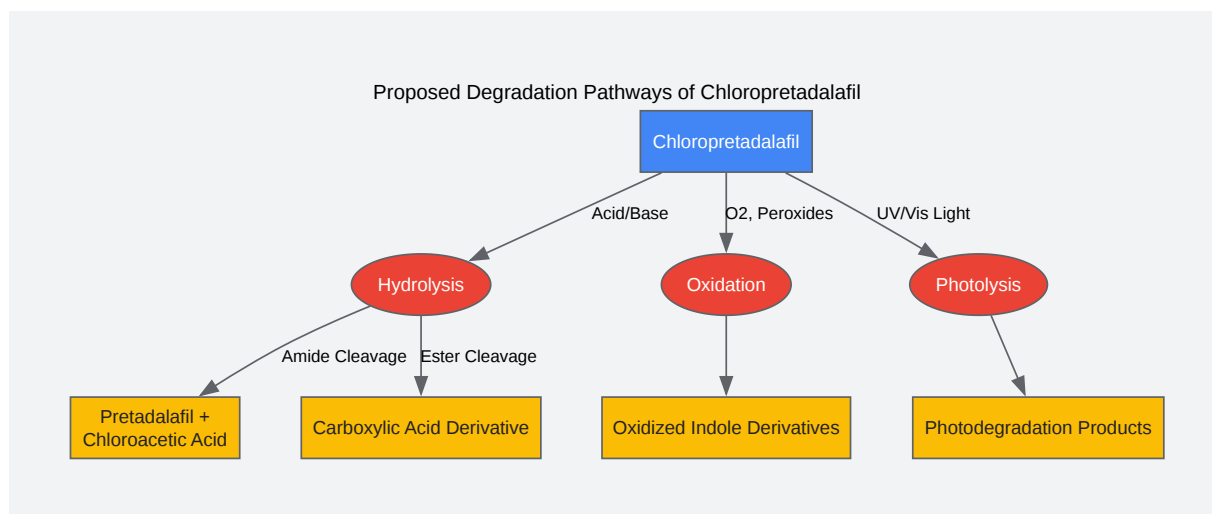 Proposed Degradation Pathways of Chloropretadalafil
Chloropretadalafil
Acid/Base
O2, Peroxides
UV/Vis Light
Hydrolysis
Oxidation
Photolysis
Amide Cleavage
Ester Cleavage
Pretadalafil +
Chloroacetic Acid
Carboxylic Acid Derivative
Oxidized Indole Derivatives
Photodegradation Products